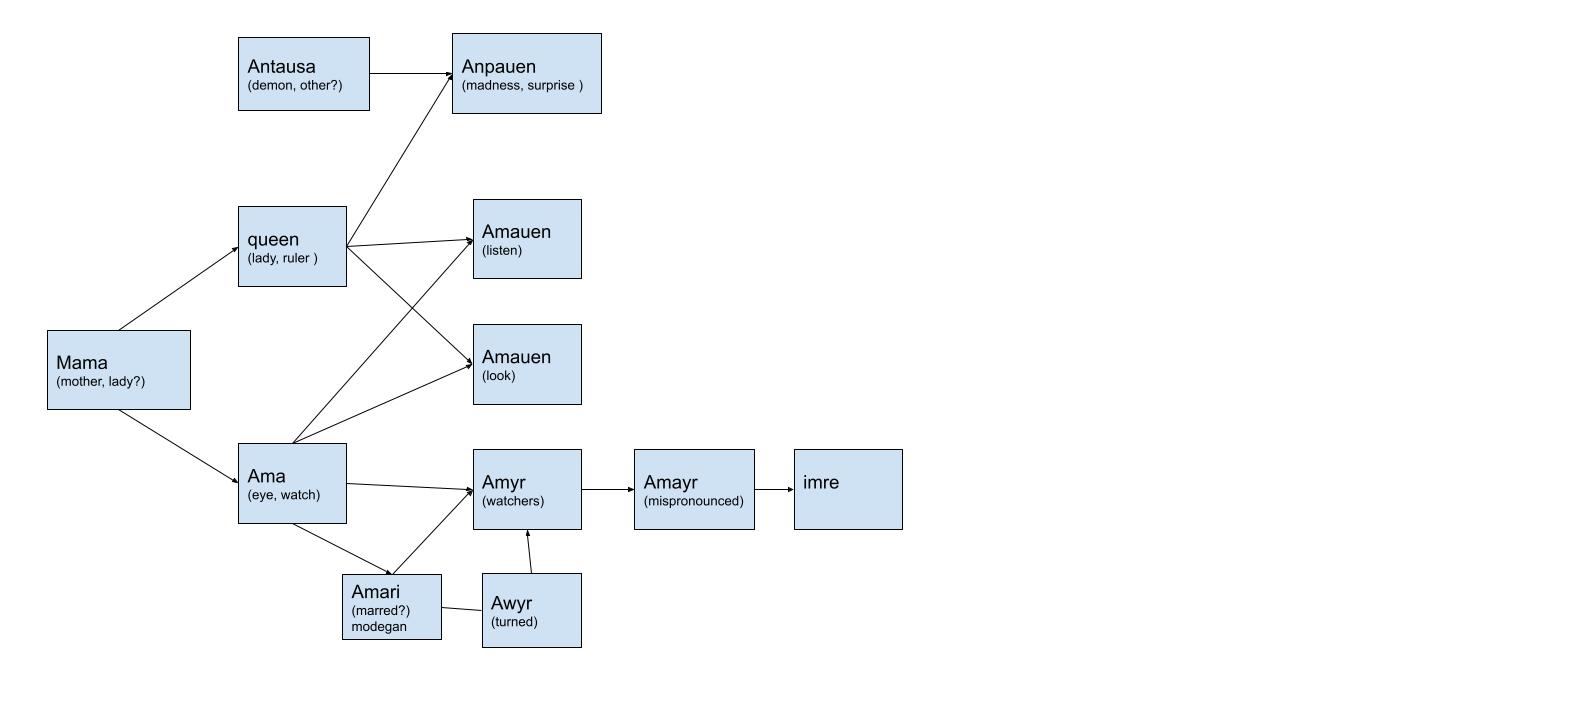 Antausa
(demon, other?)
Anpauen
(madness, surprise )
queen
(lady, ruler )
Amauen
(listen)
Mama
(mother, lady?)
Amauen
(look)
Ama
(eye, watch)
Amyr
(watchers)
Amayr
(mispronounced)
imre
Amari
(marred?)
modegan
Awyr
(turned)